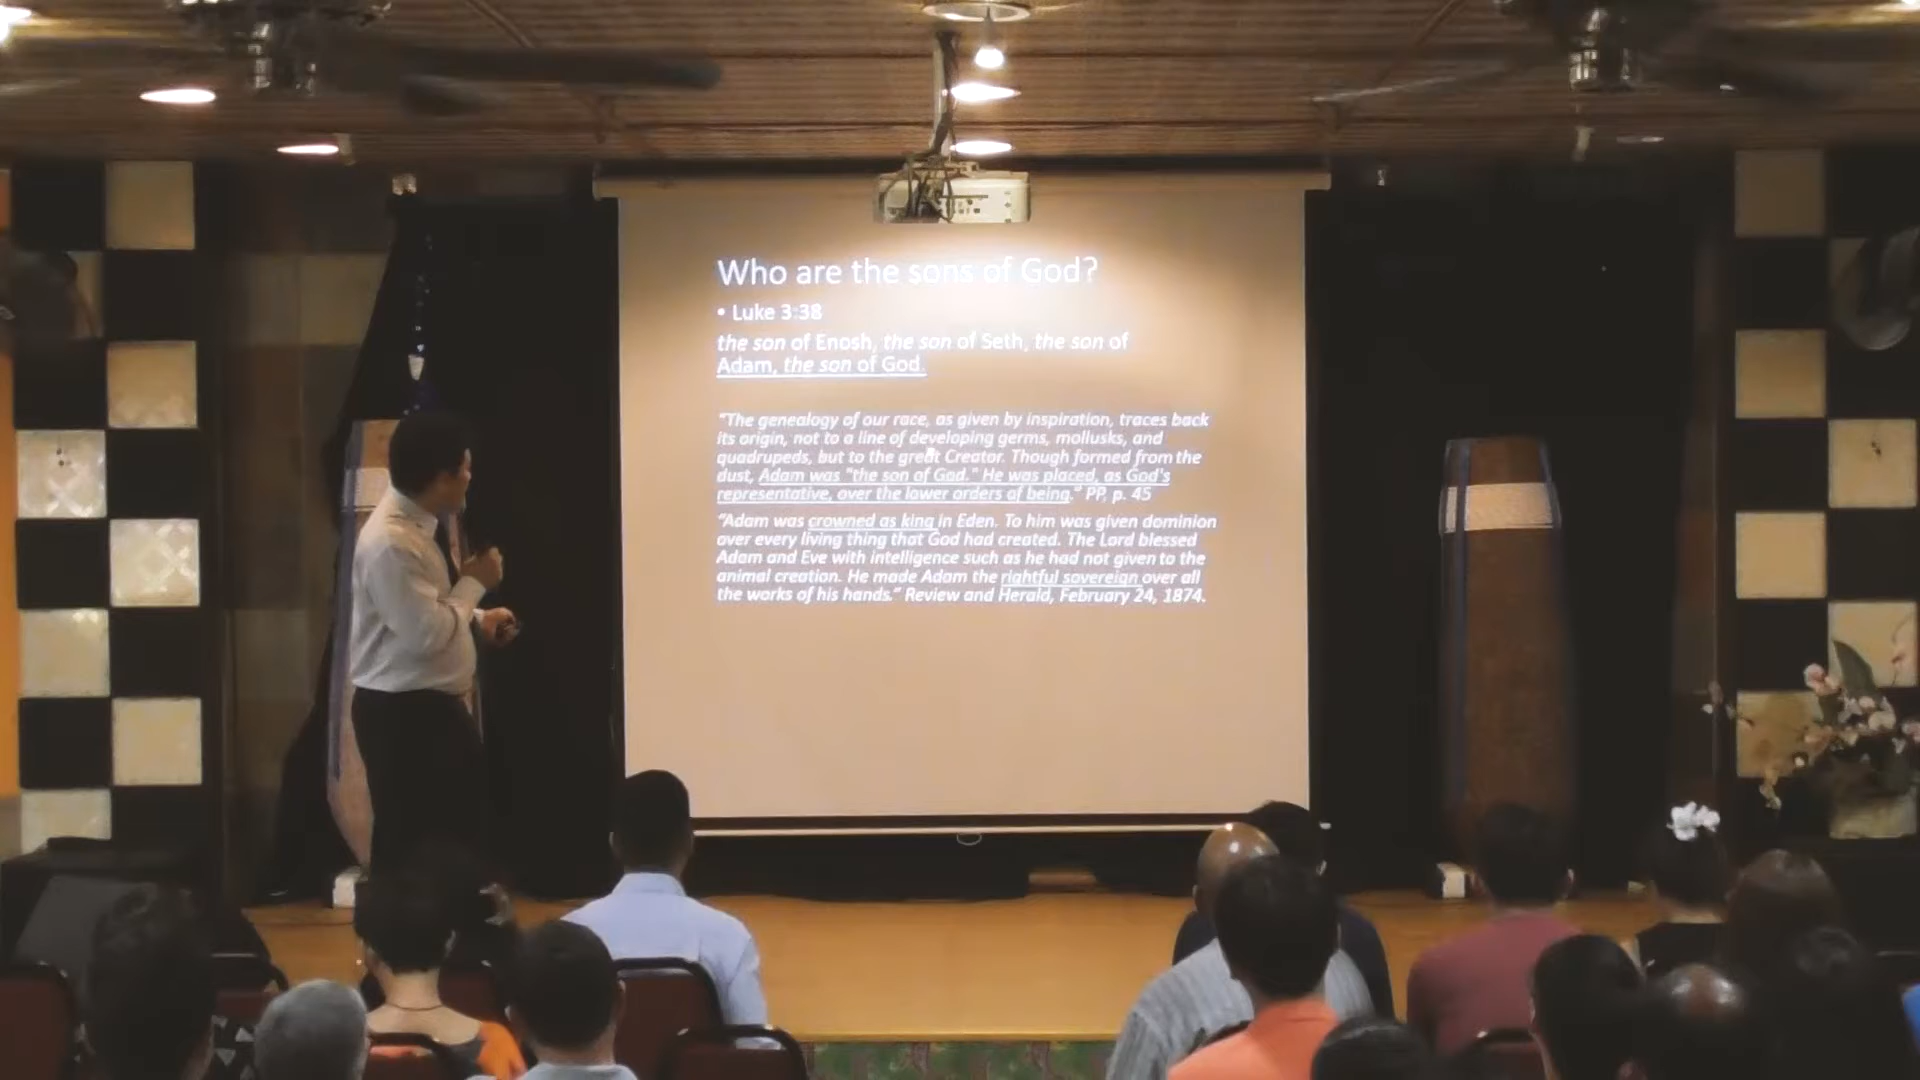 Who are the sons of God?
• Luke 3:38
the son of Enosh, the son of Seth, the son of
Adam, the son of God.
"The genealogy of our race, as given by inspiration, traces back
its origin, not to a line of developing germs, mollusks, and
quadrupeds, but to the great Creator. Though formed from the
dust, Adam was "the son of God." He was placed, as God's
representative, over the lower orders of being." PP, p. 45
"Adam was crowned as king in Eden. To him was given dominion
over every living thing that God had created. The Lord blessed
Adam and Eve with intelligence such as he had not given to the
animal creation. He made Adam the rightful sovereign over all
the works of his hands." Review and Herald, February 24, 1874.